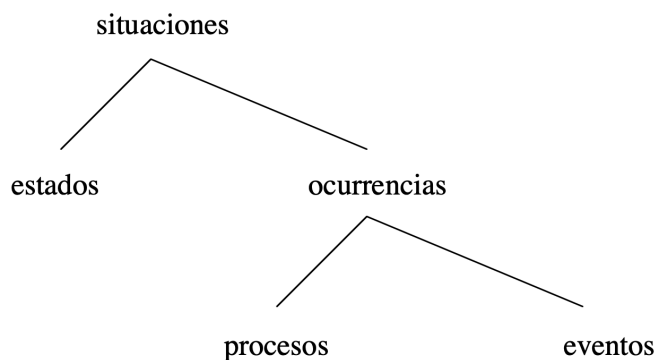 situaciones
estados ocurrencias
procesos eventos